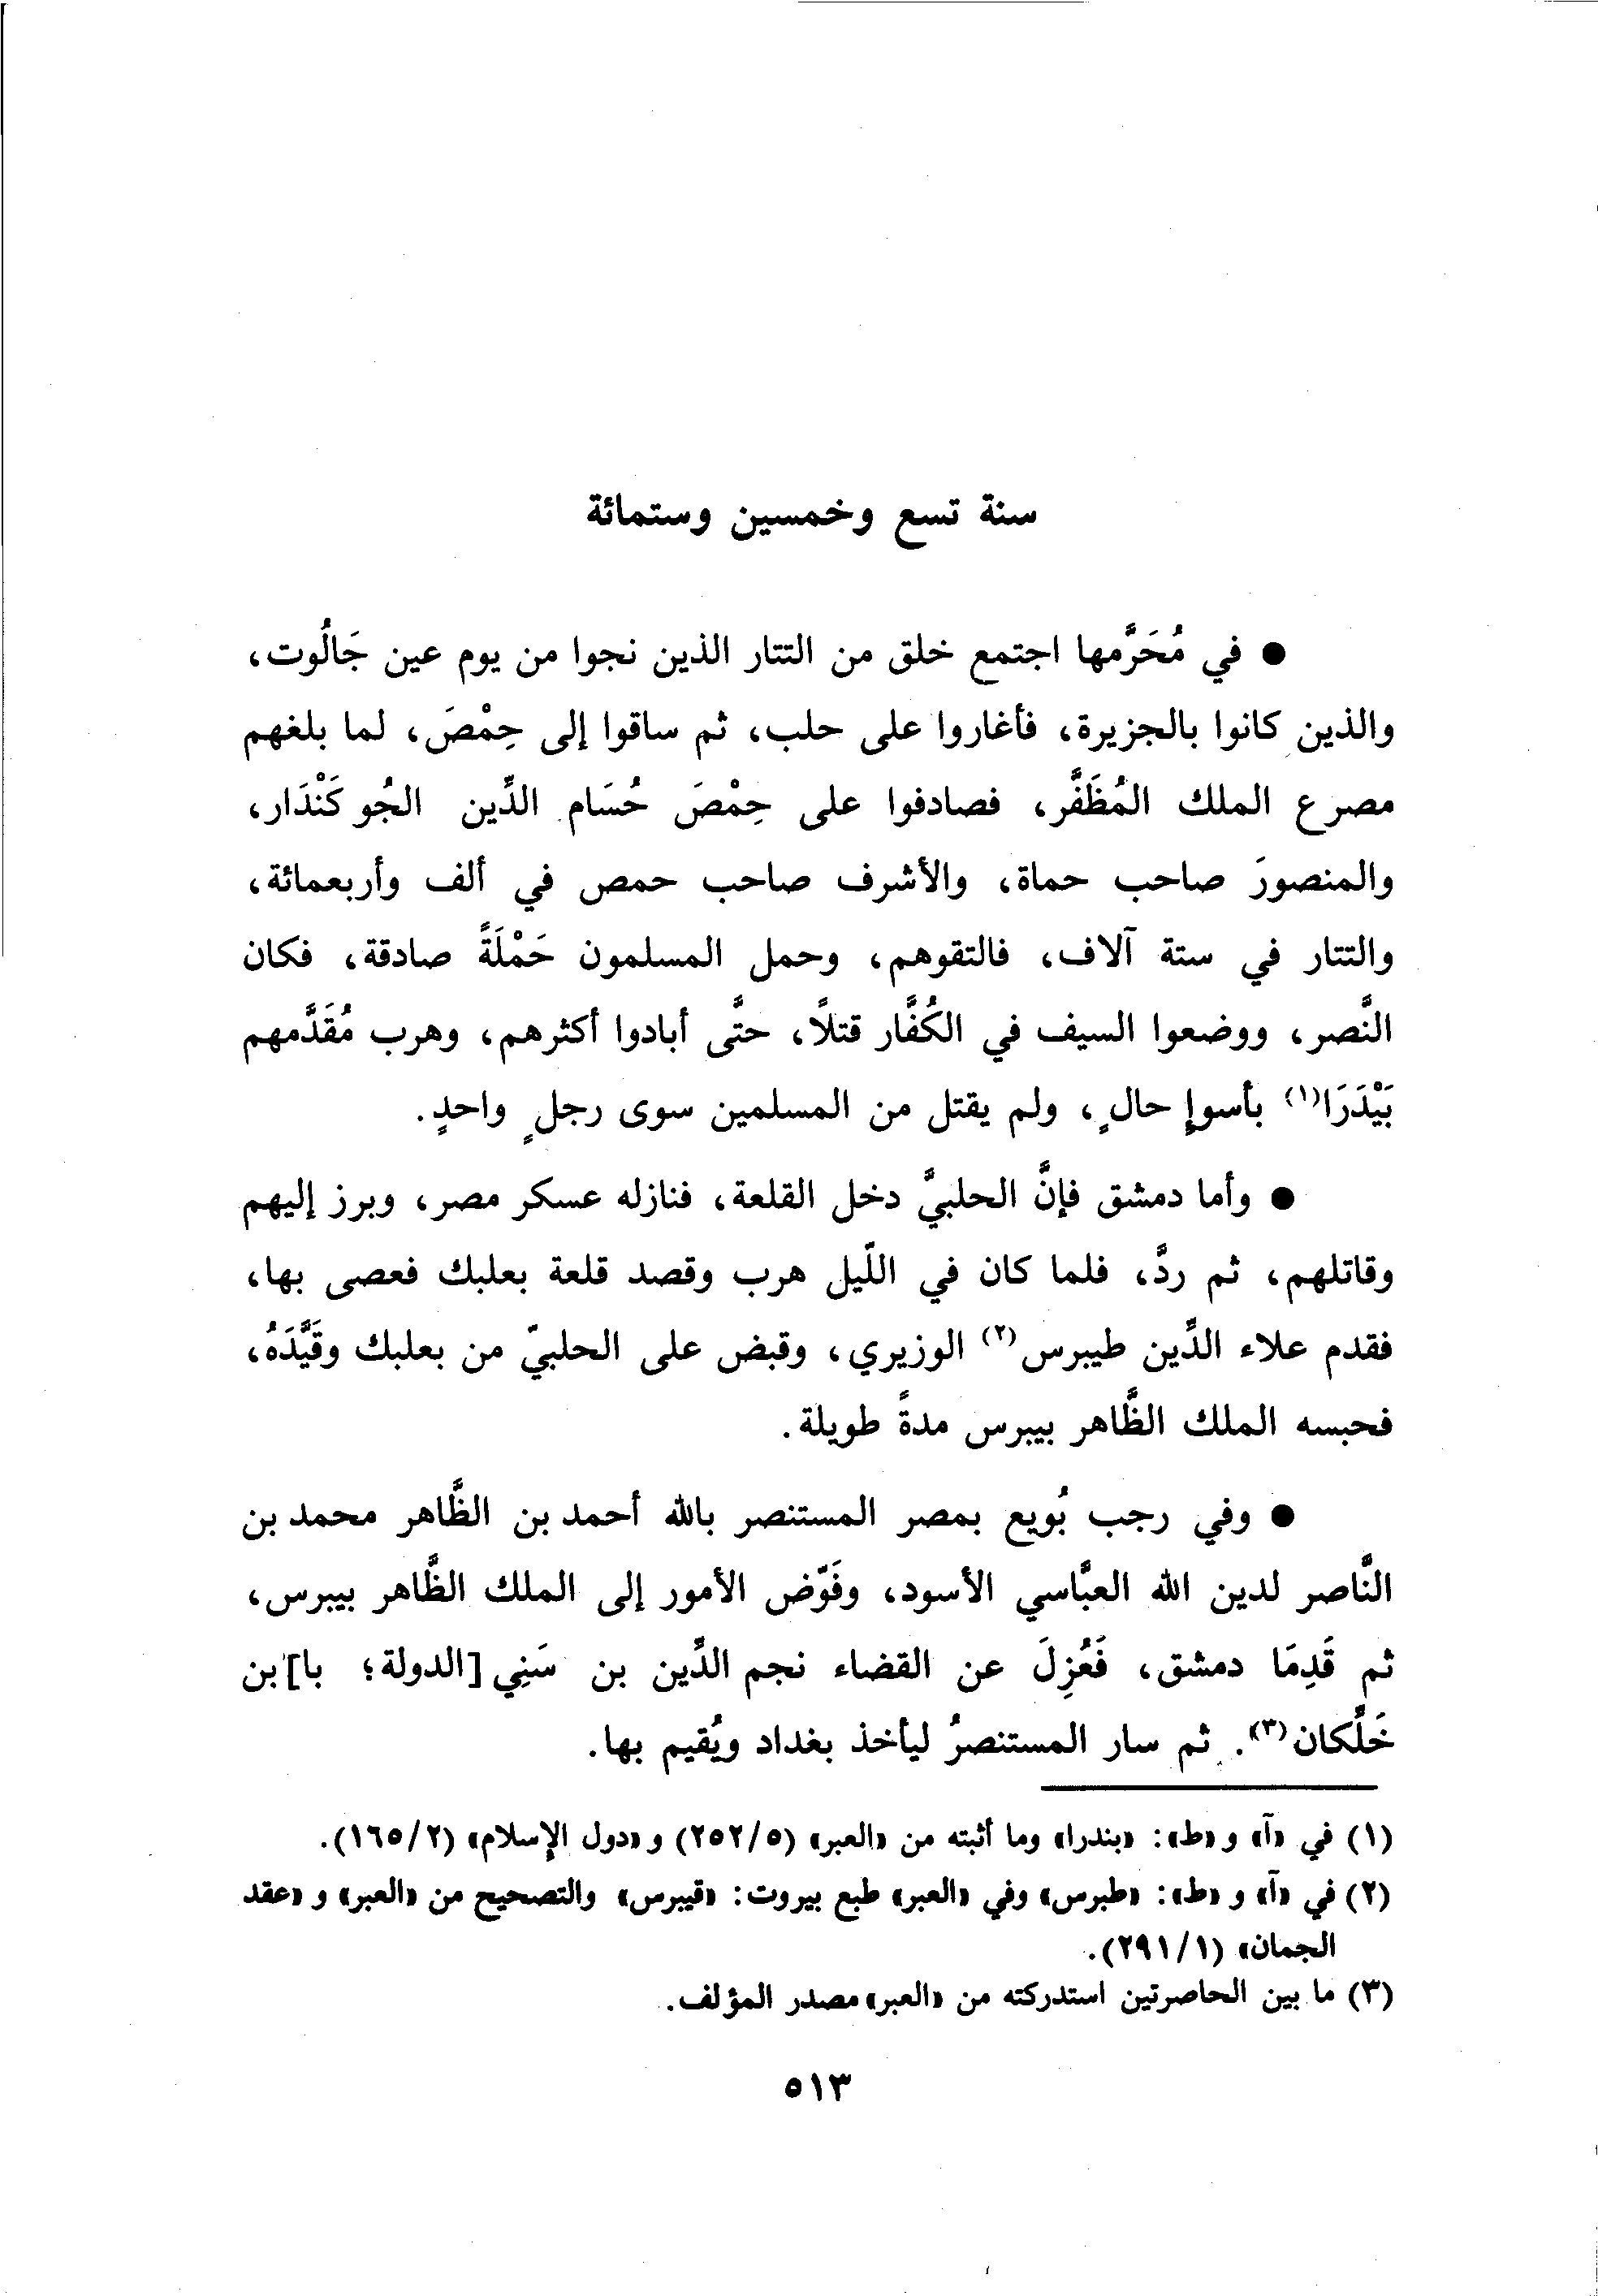 سنة تسع وخمسين وستمائة
● في مُحَرَّمها اجتمع خلق من التتار الذين نجوا من يوم عين جَالُوت،
والذين كانوا بالجزيرة، فأغاروا على حلب، ثم ساقوا إلى حِمْصَ، لما بلغهم
مصرع الملك المُظَفَّر، فصادفوا على حِمْصَ حُسَام الدِّين الجُوكَنْدَار،
والمنصورَ صاحب حماة، والأشرف صاحب حمص في ألف وأربعمائة،
والتتار في ستة آلاف، فالتقوهم، وحمل المسلمون حَمْلَةً صادقة، فكان
النَّصر، ووضعوا السيف في الكُفَّار قتلًا، حتَّى أبادوا أكثرهم، وهرب مُقَدَّمهم
بَيْدَرَا(١) بأسوإ حالٍ، ولم يقتل من المسلمين سوى رجلٍ واحدٍ.
● وأما دمشق فإنَّ الحلبيَّ دخل القلعة، فنازله عسكر مصر، وبرز إليهم
وقاتلهم، ثم ردَّ، فلما كان في اللّيل هرب وقصد قلعة بعلبك فعصى بها،
فقدم علاء الدِّين طيبرس(٢) الوزيري، وقبض على الحلبيّ من بعلبك وقَيَّدَهُ،
فحبسه الملك الظَّاهر بيبرس مدةً طويلة.
● وفي رجب بُويع بمصر المستنصر بالله أحمد بن الظَّاهر محمد بن
النَّاصر لدين الله العبَّاسي الأسود، وفَوّض الأمور إلى الملك الظَّاهر بيبرس،
ثم قَدِمَا دمشق، فَعُزِلَ عن القضاء نجم الدِّين بن سَنِي [الدولة؛ با]بن
خَلِّكان(٣). ثم سار المستنصرُ ليأخذ بغداد ويُقيم بها.
(١) في «آ» و «ط»: «بندرا» وما أثبته من «العبر» (٢٥٢/٥) و «دول الإسلام» (١٦٥/٢).
(٢) في «آ» و «ط»: «طبرس» وفي «العبر» طبع بيروت: «قيبرس» والتصحيح من «العبر» و «عقد
الجمان» (٢٩١/١).
(٣) ما بين الحاصرتين استدركته من «العبر» مصدر المؤلف.
٥١٣